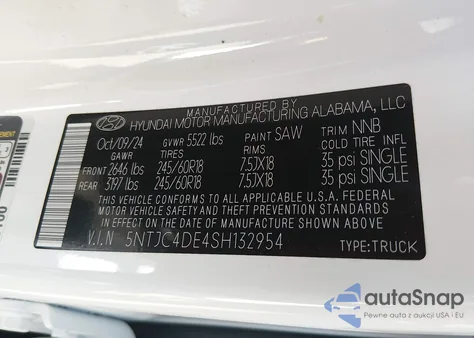 MANUFACTURED BY
HYUNDAI MOTOR MANUFACTURING ALABAMA, LLC
Oct/09/24 GVWR 5522 lbs PAINT SAW TRIM NNB
GAWR TIRES RIMS COLD TIRE INFL
FRONT 2646 lbs 245/60R18 7.5JX18 35 psi SINGLE
REAR 3197 lbs 245/60R18 7.5JX18 35 psi SINGLE
THIS VEHICLE CONFORMS TO ALL APPLICABLE U.S.A. FEDERAL
MOTOR VEHICLE SAFETY AND THEFT PREVENTION STANDARDS
IN EFFECT ON THE DATE OF MANUFACTURE SHOWN ABOVE.
V.I.N 5NTJC4DE4SH132954 TYPE:TRUCK
autoSnap
Pewne auta z aukcji USA i EU